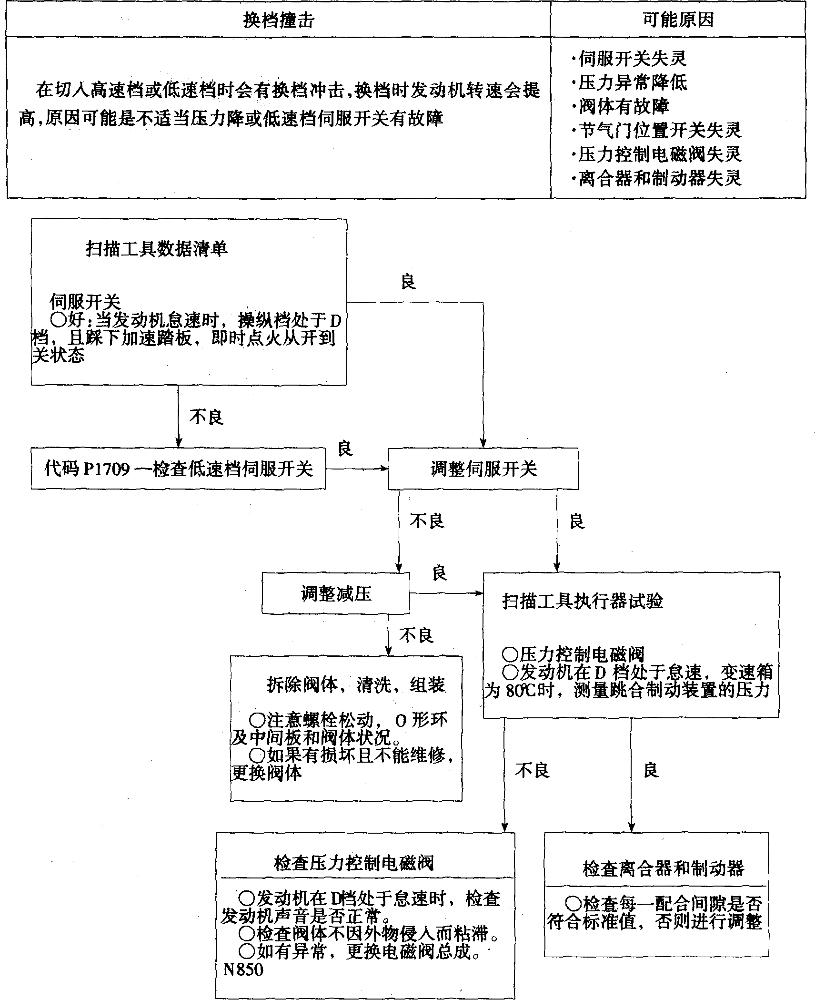 换档撞击
可能原因
在切入高速档或低速档时会有换档冲击,换档时发动机转速会提
高,原因可能是不适当压力降或低速档伺服开关有故障
·伺服开关失灵
·压力异常降低
·阀体有故障
·节气门位置开关失灵
·压力控制电磁阀失灵
·离合器和制动器失灵
扫描工具数据清单
伺服开关
○好:当发动机怠速时，操纵档处于D
档，且踩下加速踏板，即时点火从开到
关状态
良
不良
代码 P1709 —检查低速档伺服开关
良
调整伺服开关
不良
良
调整减压
良
扫描工具执行器试验
○压力控制电磁阀
○发动机在 D 档处于怠速，变速箱
为 80℃时，测量跳合制动装置的压力
不良
拆除阀体，清洗，组装
○注意螺栓松动，O 形环
及中间板和阀体状况。
○如果有损坏且不能维修，
更换阀体
不良
良
检查压力控制电磁阀
○发动机在D档处于怠速时，检查
发动机声音是否正常。
○检查阀体不因外物侵入而粘滞。
○如有异常，更换电磁阀总成。
N850
检查离合器和制动器
○检查每一配合间隙是否
符合标准值，否则进行调整